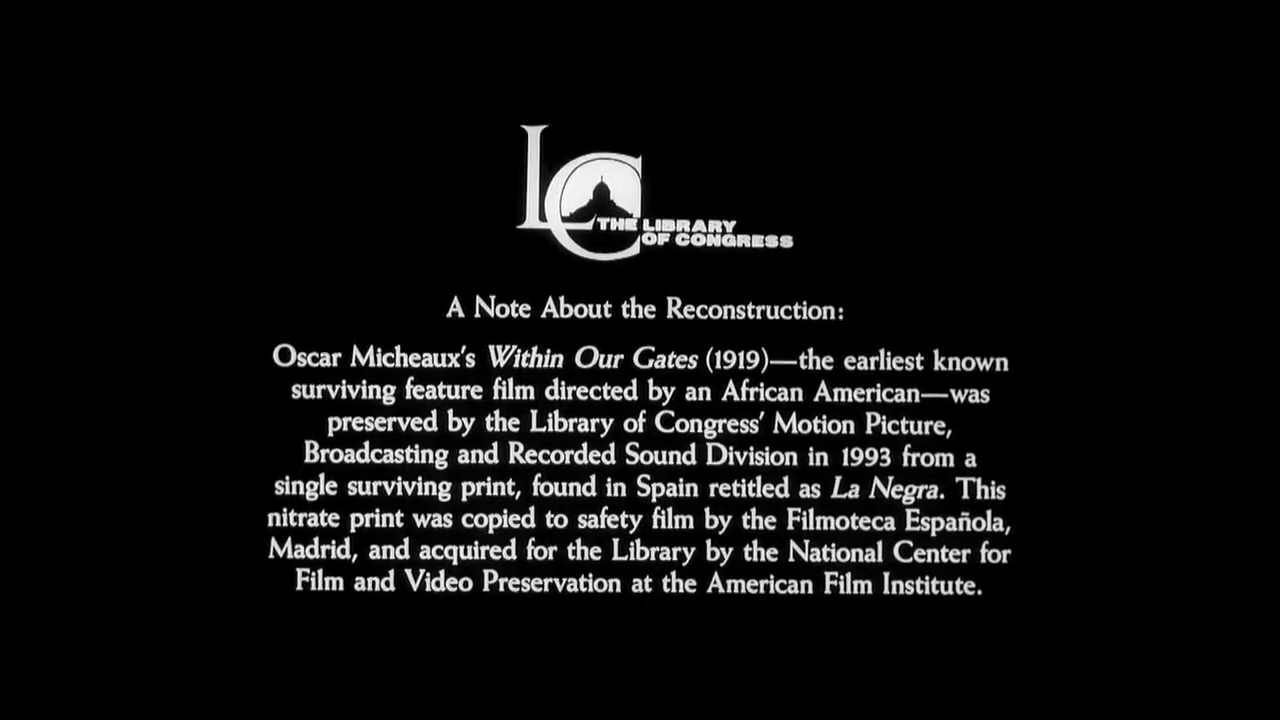 LC
THE LIBRARY
OF CONGRESS
A Note About the Reconstruction:
Oscar Micheaux's Within Our Gates (1919)—the earliest known
surviving feature film directed by an African American—was
preserved by the Library of Congress' Motion Picture,
Broadcasting and Recorded Sound Division in 1993 from a
single surviving print, found in Spain retitled as La Negra. This
nitrate print was copied to safety film by the Filmoteca Española,
Madrid, and acquired for the Library by the National Center for
Film and Video Preservation at the American Film Institute.